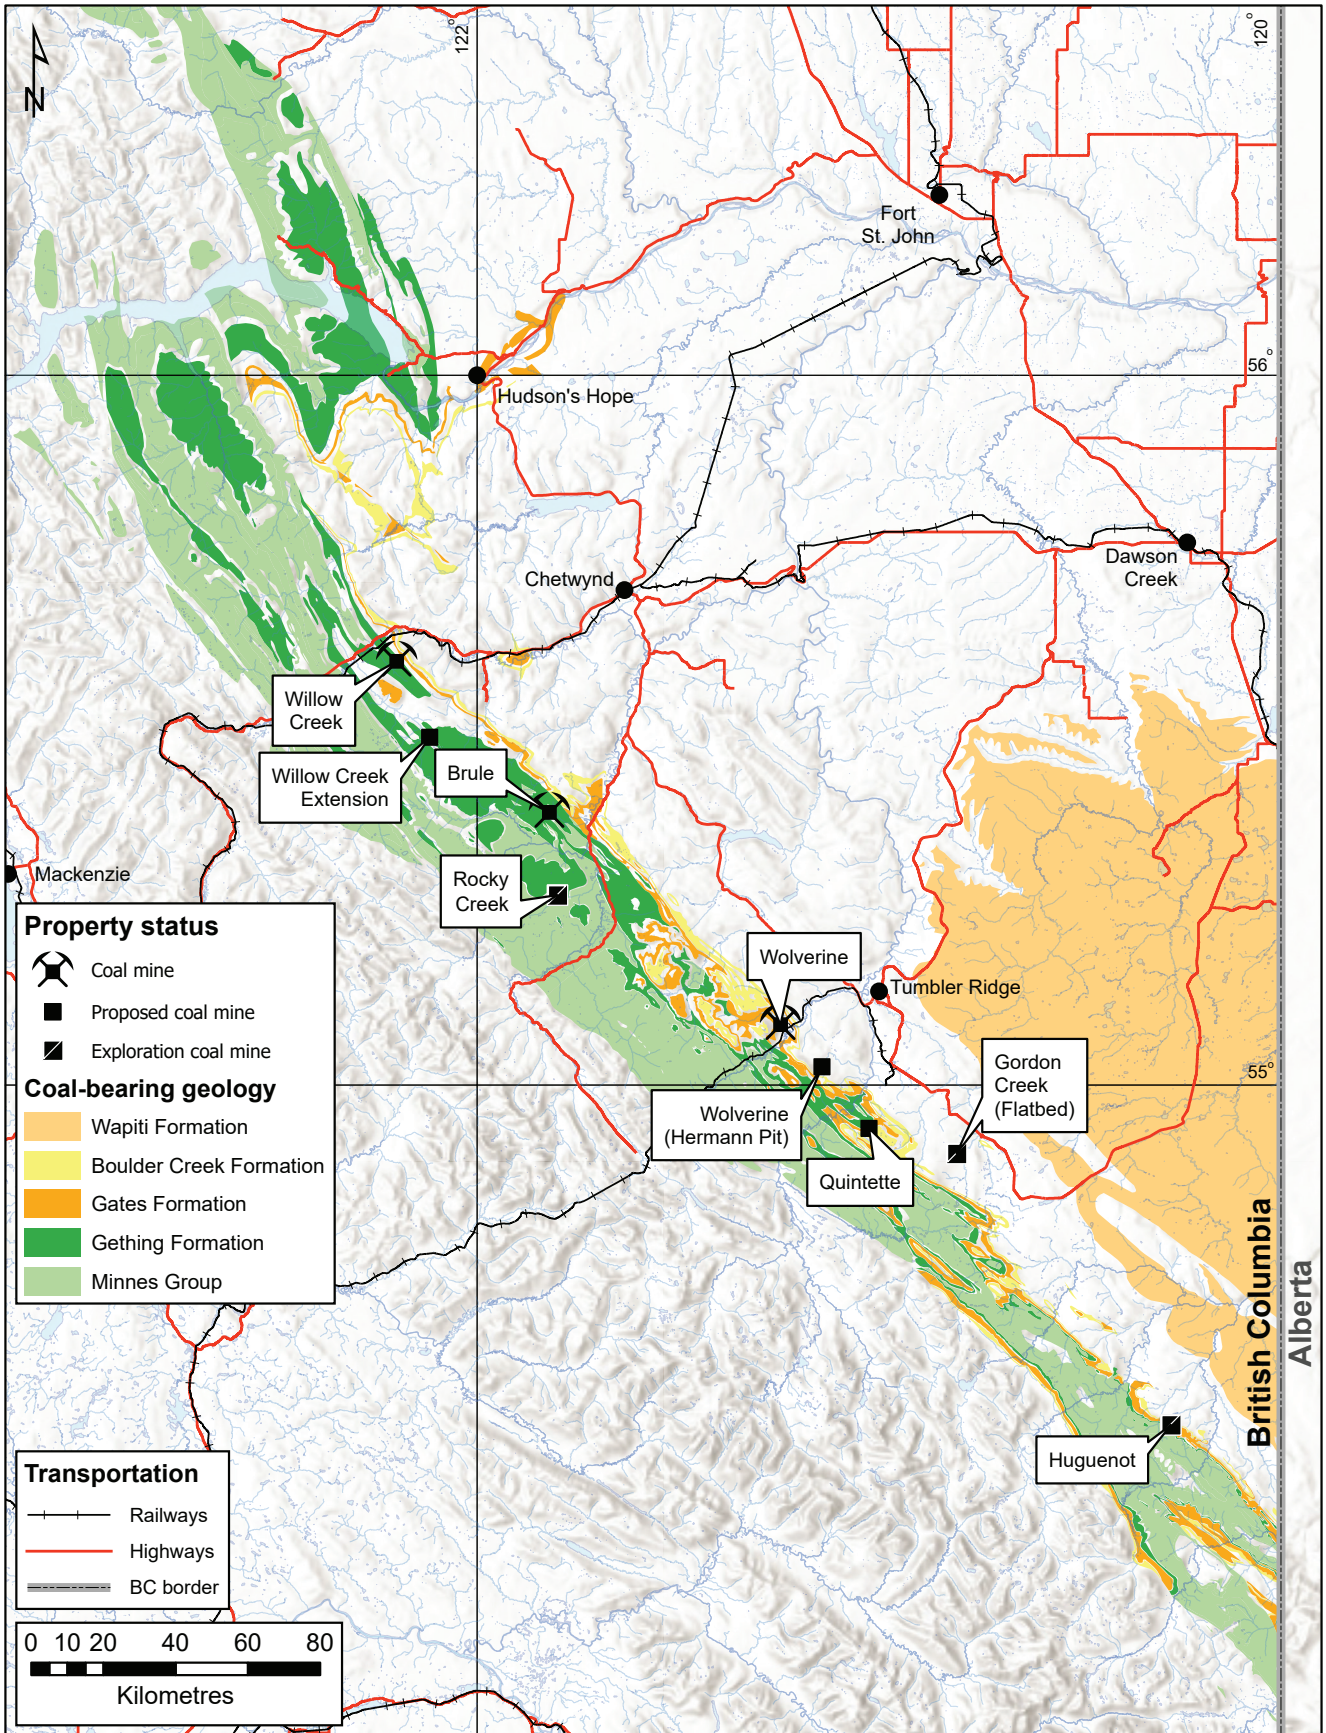 N
122°
120°
Fort
St. John
56°
Hudson's Hope
Chetwynd
Dawson
Creek
Willow
Creek
Willow Creek
Extension
Brule
Mackenzie
Rocky
Creek
Wolverine
Tumbler Ridge
Property status
Coal mine
Proposed coal mine
Exploration coal mine
Coal-bearing geology
Wapiti Formation
Boulder Creek Formation
Gates Formation
Gething Formation
Minnes Group
55°
Gordon
Creek
(Flatbed)
Wolverine
(Hermann Pit)
Quintette
British Columbia
Alberta
Huguenot
Transportation
Railways
Highways
BC border
0 10 20 40 60 80
Kilometres